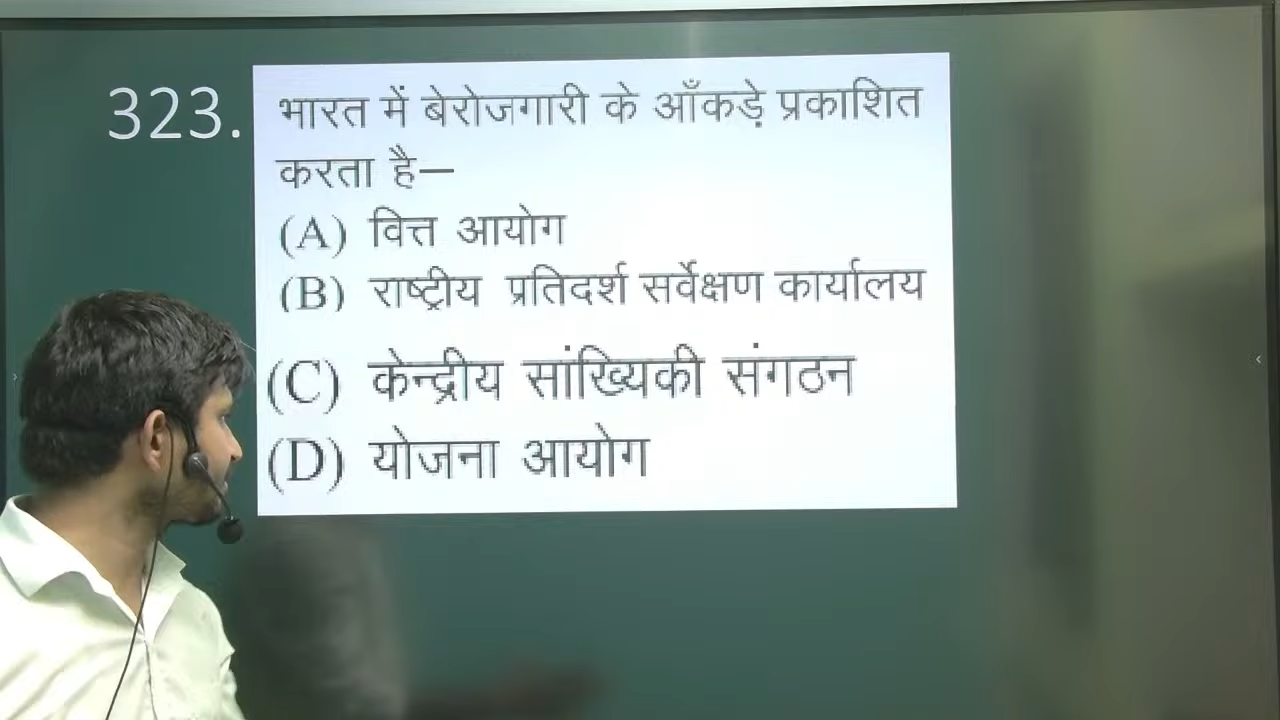 323.
भारत में बेरोजगारी के आँकड़े प्रकाशित
करता है—
(A) वित्त आयोग
(B) राष्ट्रीय प्रतिदर्श सर्वेक्षण कार्यालय
(C) केन्द्रीय सांख्यिकी संगठन
(D) योजना आयोग